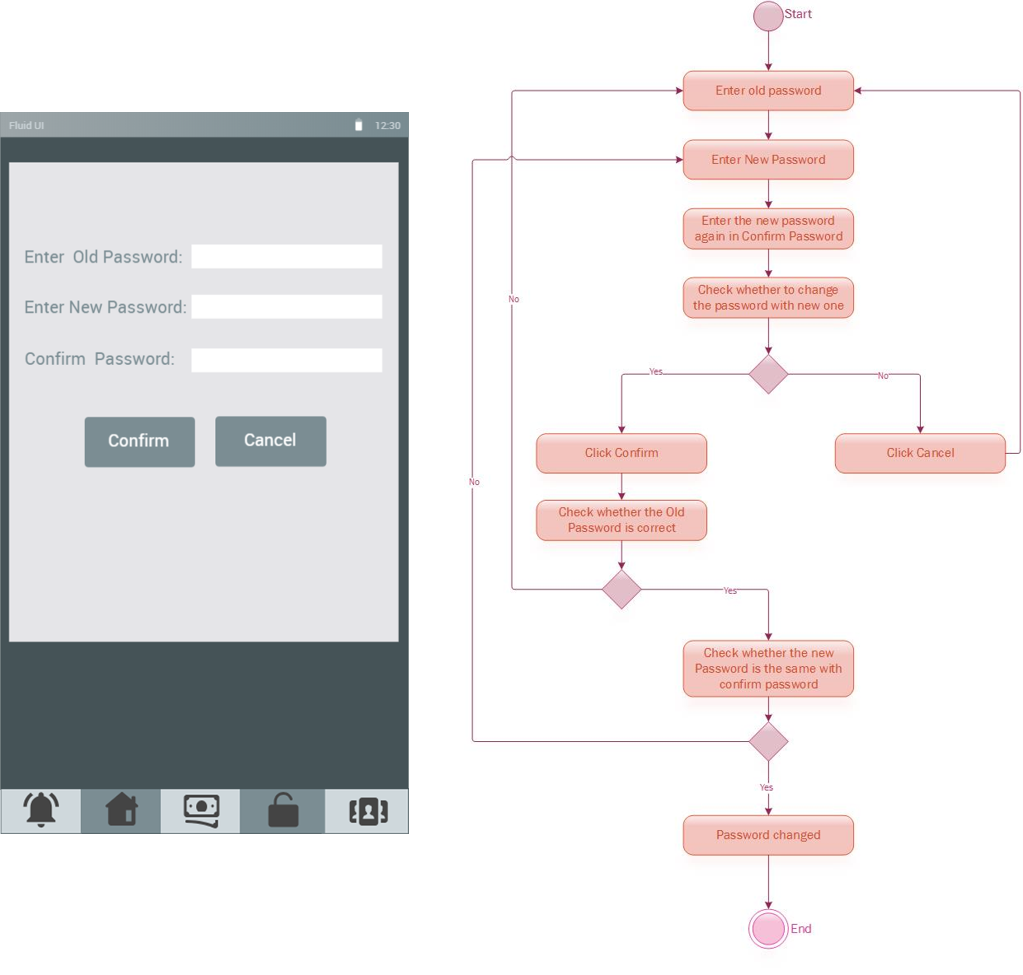 Fluid UI
12:30
Enter Old Password:
Enter New Password:
Confirm Password:
Confirm
Cancel
Start
Enter old password
Enter New Password
Enter the new password
again in Confirm Password
Check whether to change
the password with new one
No
Yes
No
Click Confirm
Click Cancel
No
Check whether the Old
Password is correct
Yes
Check whether the new
Password is the same with
confirm password
Yes
Password changed
End